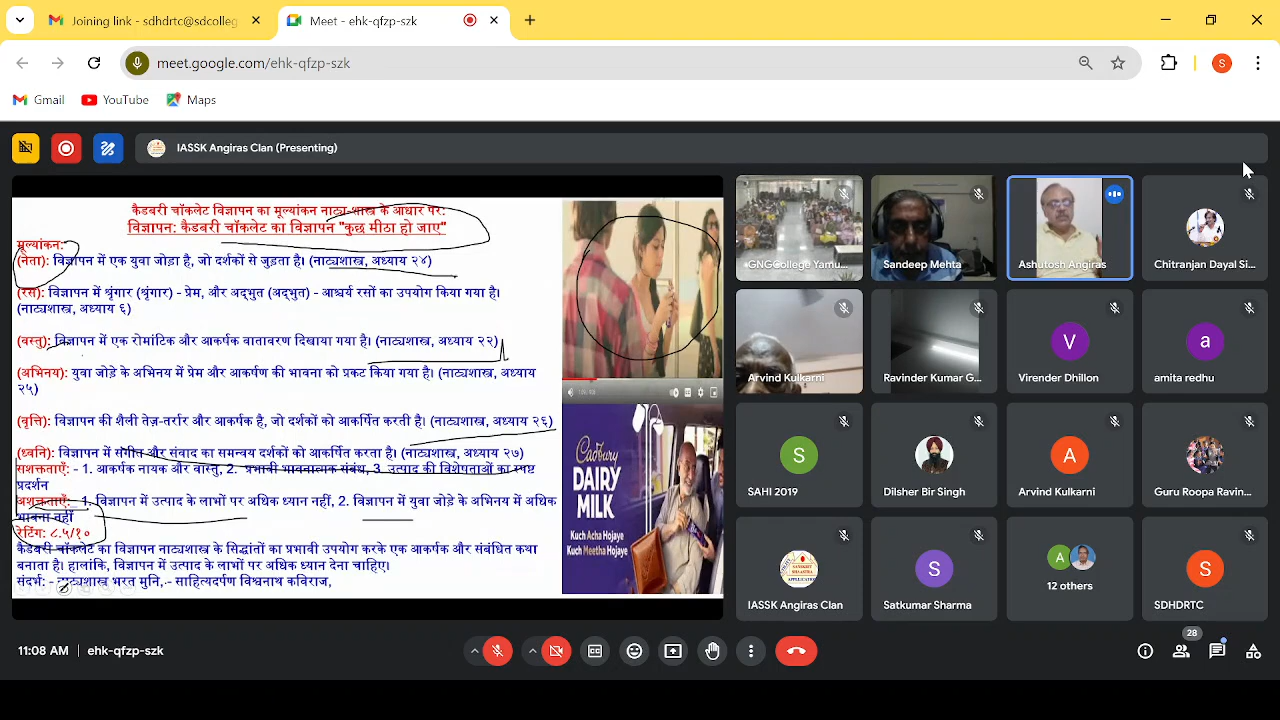 Joining link - sdhdrtc@sdcolleg
Meet - ehk-qfzp-szk
meet.google.com/ehk-qfzp-szk
S
Gmail
YouTube
Maps
IASSK Angiras Clan (Presenting)
कैडबरी चॉकलेट विज्ञापन का मूल्यांकन नाट्य-शास्त्र के आधार पर:
विज्ञापन: कैडबरी चॉकलेट का विज्ञापन "कुछ मीठा हो जाए"
मूल्यांकन:
(नेता): विज्ञापन में एक युवा जोड़ा है, जो दर्शकों से जुड़ता है। (नाट्यशास्त्र, अध्याय २४)
(रस): विज्ञापन में श्रृंगार (श्रृंगार) - प्रेम, और अद्भुत (अद्भुत) - आश्चर्य रसों का उपयोग किया गया है।
(नाट्यशास्त्र, अध्याय ६)
(वस्तु): विज्ञापन में एक रोमांटिक और आकर्षक वातावरण दिखाया गया है। (नाट्यशास्त्र, अध्याय २२)
(अभिनय): युवा जोड़े के अभिनय में प्रेम और आकर्षण की भावना को प्रकट किया गया है। (नाट्यशास्त्र, अध्याय
२५)
(वृत्ति): विज्ञापन की शैली तेज़-तर्रार और आकर्षक है, जो दर्शकों को आकर्षित करती है। (नाट्यशास्त्र, अध्याय २६)
(ध्वनि): विज्ञापन में संगीत और संवाद का समन्वय दर्शकों को आकर्षित करता है। (नाट्यशास्त्र, अध्याय २७)
सशक्तताएँ: - 1. आकर्षक नायक और वास्तु, 2. प्रभावी भावनात्मक संबंध, 3. उत्पाद की विशेषताओं का स्पष्ट
प्रदर्शन
अशक्तताएँ: - 1. विज्ञापन में उत्पाद के लाभों पर अधिक ध्यान नहीं, 2. विज्ञापन में युवा जोड़े के अभिनय में अधिक
भावना नहीं
रेटिंग: ८.५/१०
कैडबरी चॉकलेट का विज्ञापन नाट्यशास्त्र के सिद्धांतों का प्रभावी उपयोग करके एक आकर्षक और संबंधित कथा
बनाता है। हालांकि, विज्ञापन में उत्पाद के लाभों पर अधिक ध्यान देना चाहिए।
संदर्भ: - नाट्यशास्त्र भरत मुनि,- साहित्यदर्पण विश्वनाथ कविराज,
Cadbury
DAIRY
MILK
Kuch Acha Hojaye
Kuch Meetha Hojaye
GNGCollege Yamu...
Sandeep Mehta
Ashutosh Angiras
Chitranjan Dayal Si...
Arvind Kulkarni
Ravinder Kumar G...
V
Virender Dhillon
a
amita redhu
S
SAHI 2019
Dilsher Bir Singh
A
Arvind Kulkarni
Guru Roopa Ravin...
IASSK Angiras Clan
S
Satkumar Sharma
A
12 others
S
SDHDRTC
11:08 AM
ehk-qfzp-szk
28